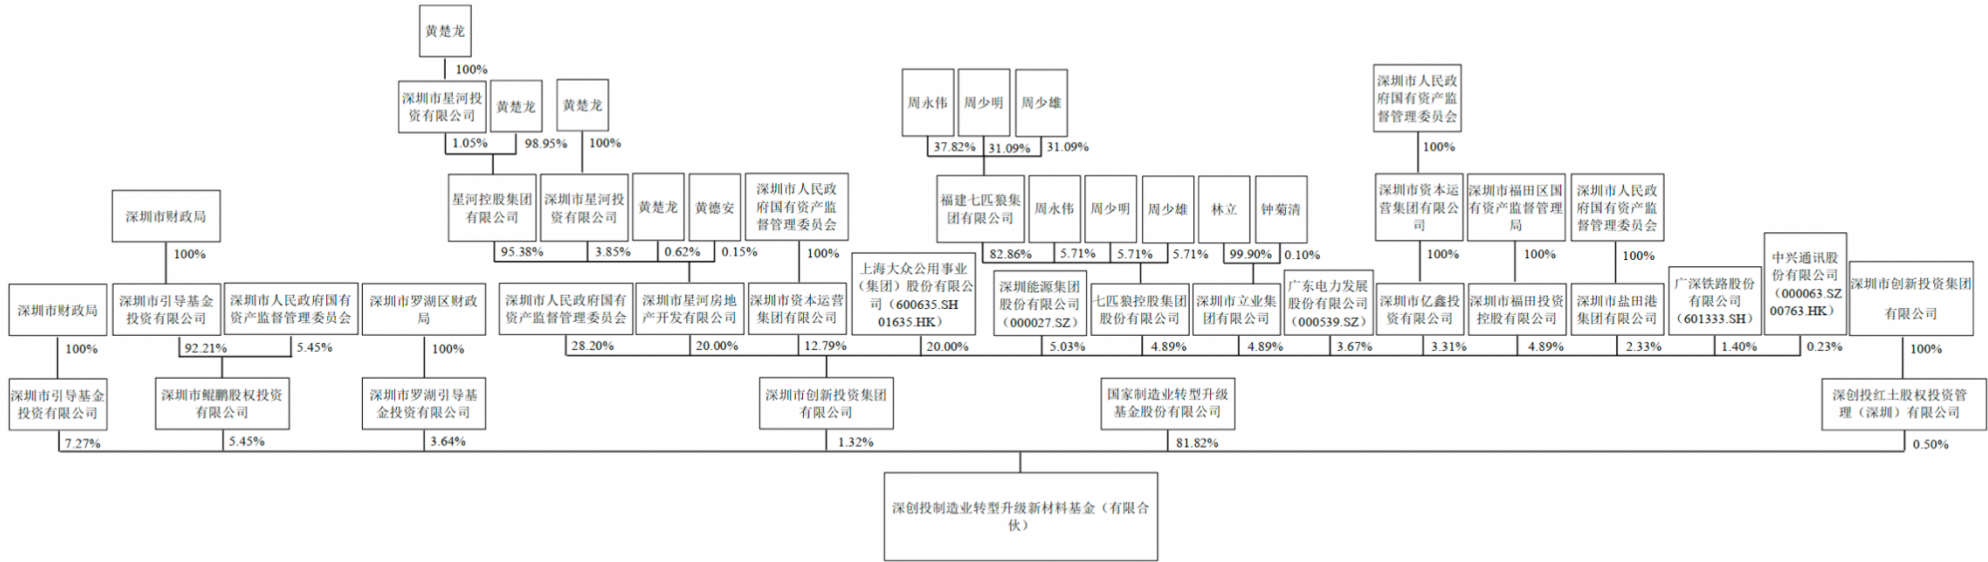 黄楚龙
100%
深圳市星河投
资有限公司
黄楚龙
黄楚龙
1.05%
98.95%
100%
周永伟
周少明
周少雄
37.82%
31.09%
31.09%
深圳市人民政
府国有资产监
督管理委员会
100%
深圳市财政局
100%
星河控股集团
有限公司
深圳市星河投
资有限公司
黄楚龙
黄德安
深圳市人民政
府国有资产监
督管理委员会
95.38%
3.85%
0.62%
0.15%
100%
福建七匹狼集
团有限公司
周永伟
周少明
周少雄
林立
钟菊清
82.86%
5.71%
5.71%
5.71%
99.90%
0.10%
深圳市资本运
营集团有限公
司
深圳市福田区国
有资产监督管理
局
深圳市人民政
府国有资产监
督管理委员会
100%
100%
100%
深圳市财政局
深圳市引导基金
投资有限公司
深圳市人民政府国有
资产监督管理委员会
深圳市罗湖区财政
局
深圳市人民政府国有
资产监督管理委员会
深圳市星河房地
产开发有限公司
深圳市资本运营
集团有限公司
上海大众公用事业
（集团）股份有限公
司（600635.SH
01635.HK）
深圳能源集团
股份有限公司
（000027.SZ）
七匹狼控股集团
股份有限公司
深圳市立业集
团有限公司
广东电力发展
股份有限公司
（000539.SZ）
深圳市亿鑫投
资有限公司
深圳市福田投资
控股有限公司
深圳市盐田港
集团有限公司
广深铁路股份
有限公司
（601333.SH）
中兴通讯股
份有限公司
（000063.SZ
00763.HK）
深圳市创新投资集团
有限公司
100%
92.21%
5.45%
100%
28.20%
20.00%
12.79%
20.00%
5.03%
4.89%
4.89%
3.67%
3.31%
4.89%
2.33%
1.40%
0.23%
100%
深圳市引导基金
投资有限公司
深圳市鲲鹏股权投资
有限公司
深圳市罗湖引导基
金投资有限公司
深圳市创新投资集团
有限公司
国家制造业转型升级
基金股份有限公司
深创投红土股权投资管
理（深圳）有限公司
7.27%
5.45%
3.64%
1.32%
81.82%
0.50%
深创投制造业转型升级新材料基金（有限合
伙）